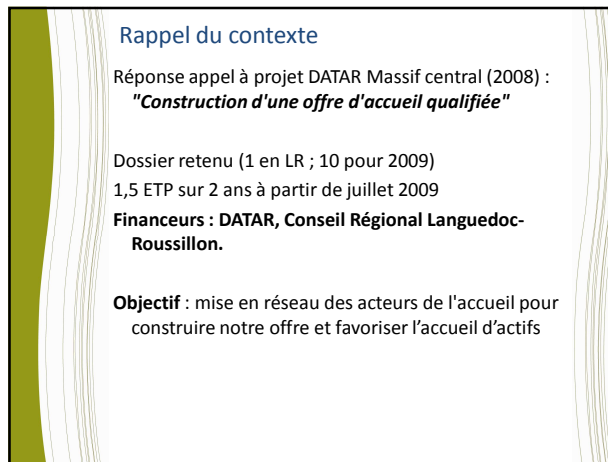 Rappel du contexte
Réponse appel à projet DATAR Massif central (2008) :
"Construction d'une offre d'accueil qualifiée"
Dossier retenu (1 en LR ; 10 pour 2009)
1,5 ETP sur 2 ans à partir de juillet 2009
Financeurs : DATAR, Conseil Régional Languedoc-
Roussillon.
Objectif : mise en réseau des acteurs de l'accueil pour
construire notre offre et favoriser l’accueil d’actifs